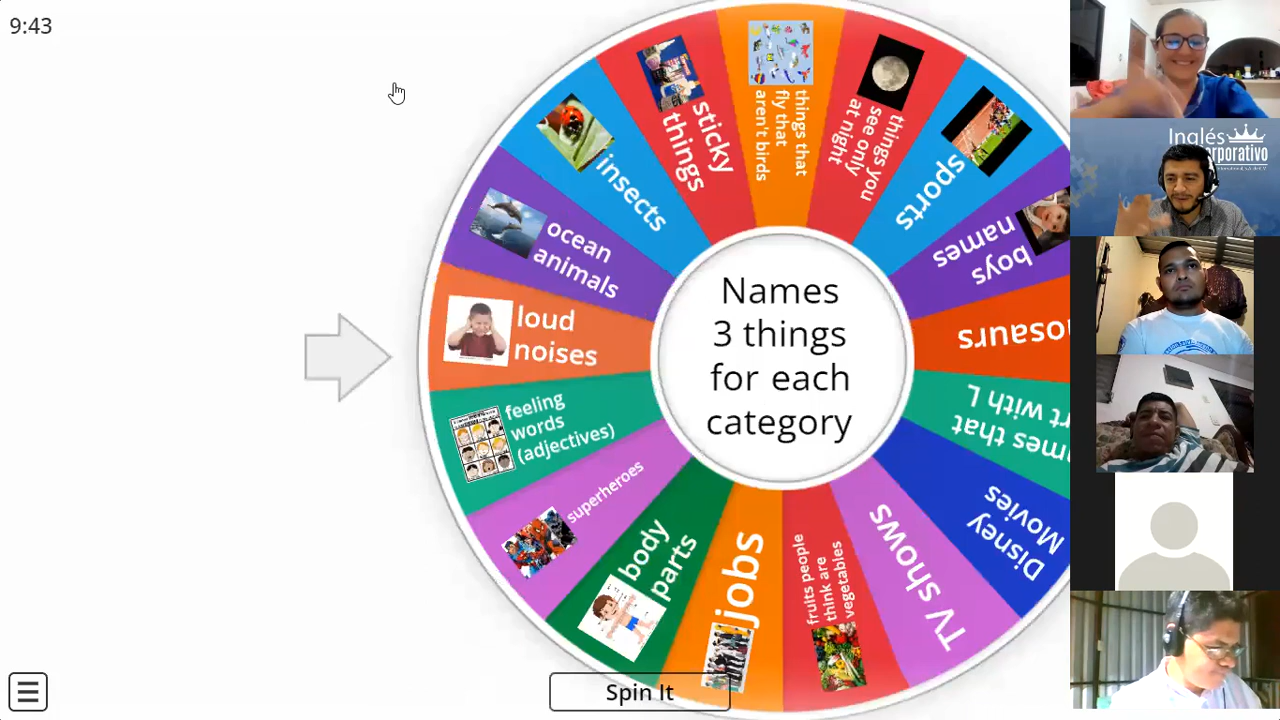 9:43
Names
3 things
for each
category
things that
fly that
aren't birds
things you
see only
at night
sports
boys
names
osaurs
t with L
mes that
Disney
Movies
TV shows
fruits people
think are
vegetables
jobs
body
parts
superheroes
feeling
words
(adjectives)
loud
noises
ocean
animals
insects
sticky
things
Spin It
Inglés
rporativo